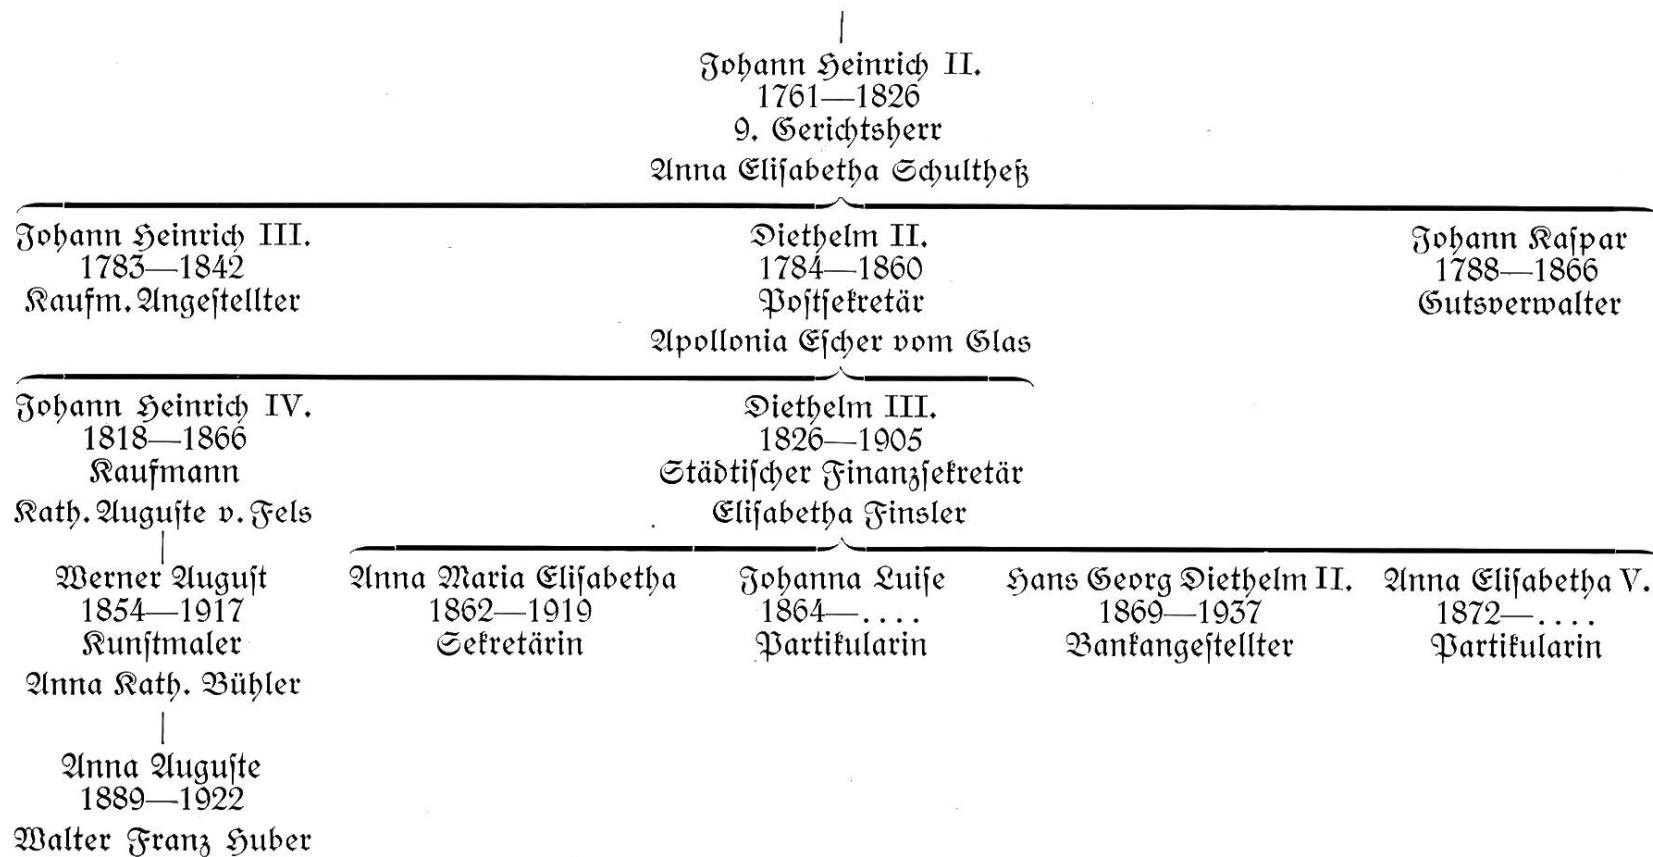 Johann Heinrich II.
1761—1826
9. Gerichtsherr
Anna Elisabetha Schultheß
Johann Heinrich III.
1783—1842
Kaufm. Angestellter
Diethelm II.
1784—1860
Postsekretär
Apollonia Escher vom Glas
Johann Kaspar
1788—1866
Gutsverwalter
Johann Heinrich IV.
1818—1866
Kaufmann
Kath. Auguste v. Fels
Diethelm III.
1826—1905
Städtischer Finanzsekretär
Elisabetha Finsler
Werner August
1854—1917
Kunstmaler
Anna Kath. Bühler
Anna Maria Elisabetha
1862—1919
Sekretärin
Johanna Luise
1864—....
Partikularin
Hans Georg Diethelm II.
1869—1937
Bankangestellter
Anna Elisabetha V.
1872—....
Partikularin
Anna Auguste
1889—1922
Walter Franz Huber